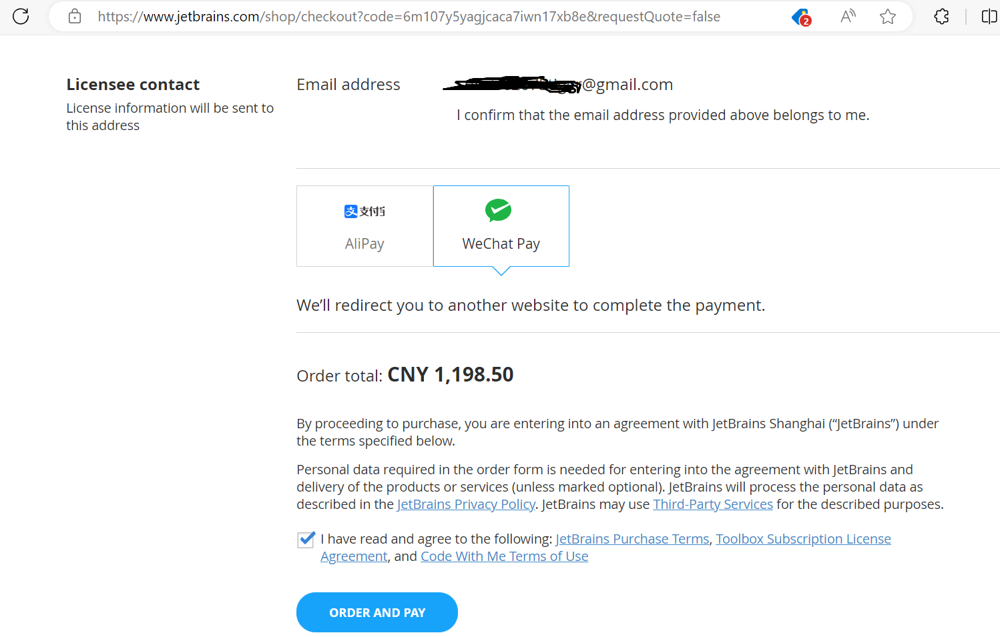 https://www.jetbrains.com/shop/checkout?code=6m107y5yagjcaca7iwn17xb8e&requestQuote=false
2
Licensee contact
License information will be sent to
this address
Email address
@gmail.com
I confirm that the email address provided above belongs to me.
支 支付
AliPay
WeChat Pay
We’ll redirect you to another website to complete the payment.
Order total: CNY 1,198.50
By proceeding to purchase, you are entering into an agreement with JetBrains Shanghai (“JetBrains”) under
the terms specified below.
Personal data required in the order form is needed for entering into the agreement with JetBrains and
delivery of the products or services (unless marked optional). JetBrains will process the personal data as
described in the JetBrains Privacy Policy. JetBrains may use Third-Party Services for the described purposes.
I have read and agree to the following: JetBrains Purchase Terms, Toolbox Subscription License
Agreement, and Code With Me Terms of Use
ORDER AND PAY